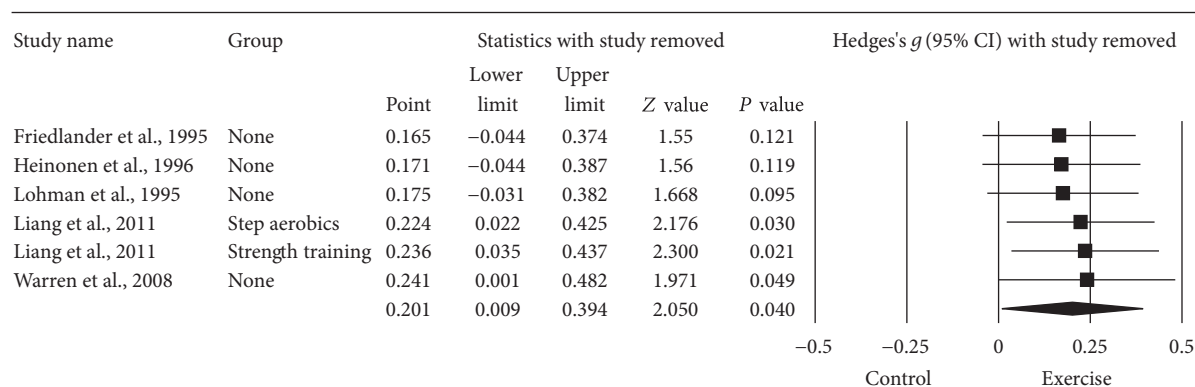 Study name Group Statistics with study removed Hedges's g (95% CI) with study removed
Lower Upper
Point limit limit Z value P value
Friedlander et al., 1995 None 0.165 −0.044 0.374 1.55 0.121
Heinonen et al., 1996 None 0.171 −0.044 0.387 1.56 0.119
Lohman et al., 1995 None 0.175 −0.031 0.382 1.668 0.095
Liang et al., 2011 Step aerobics 0.224 0.022 0.425 2.176 0.030
Liang et al., 2011 Strength training 0.236 0.035 0.437 2.300 0.021
Warren et al., 2008 None 0.241 0.001 0.482 1.971 0.049
0.201 0.009 0.394 2.050 0.040
−0.5 −0.25 0 0.25 0.5
Control Exercise